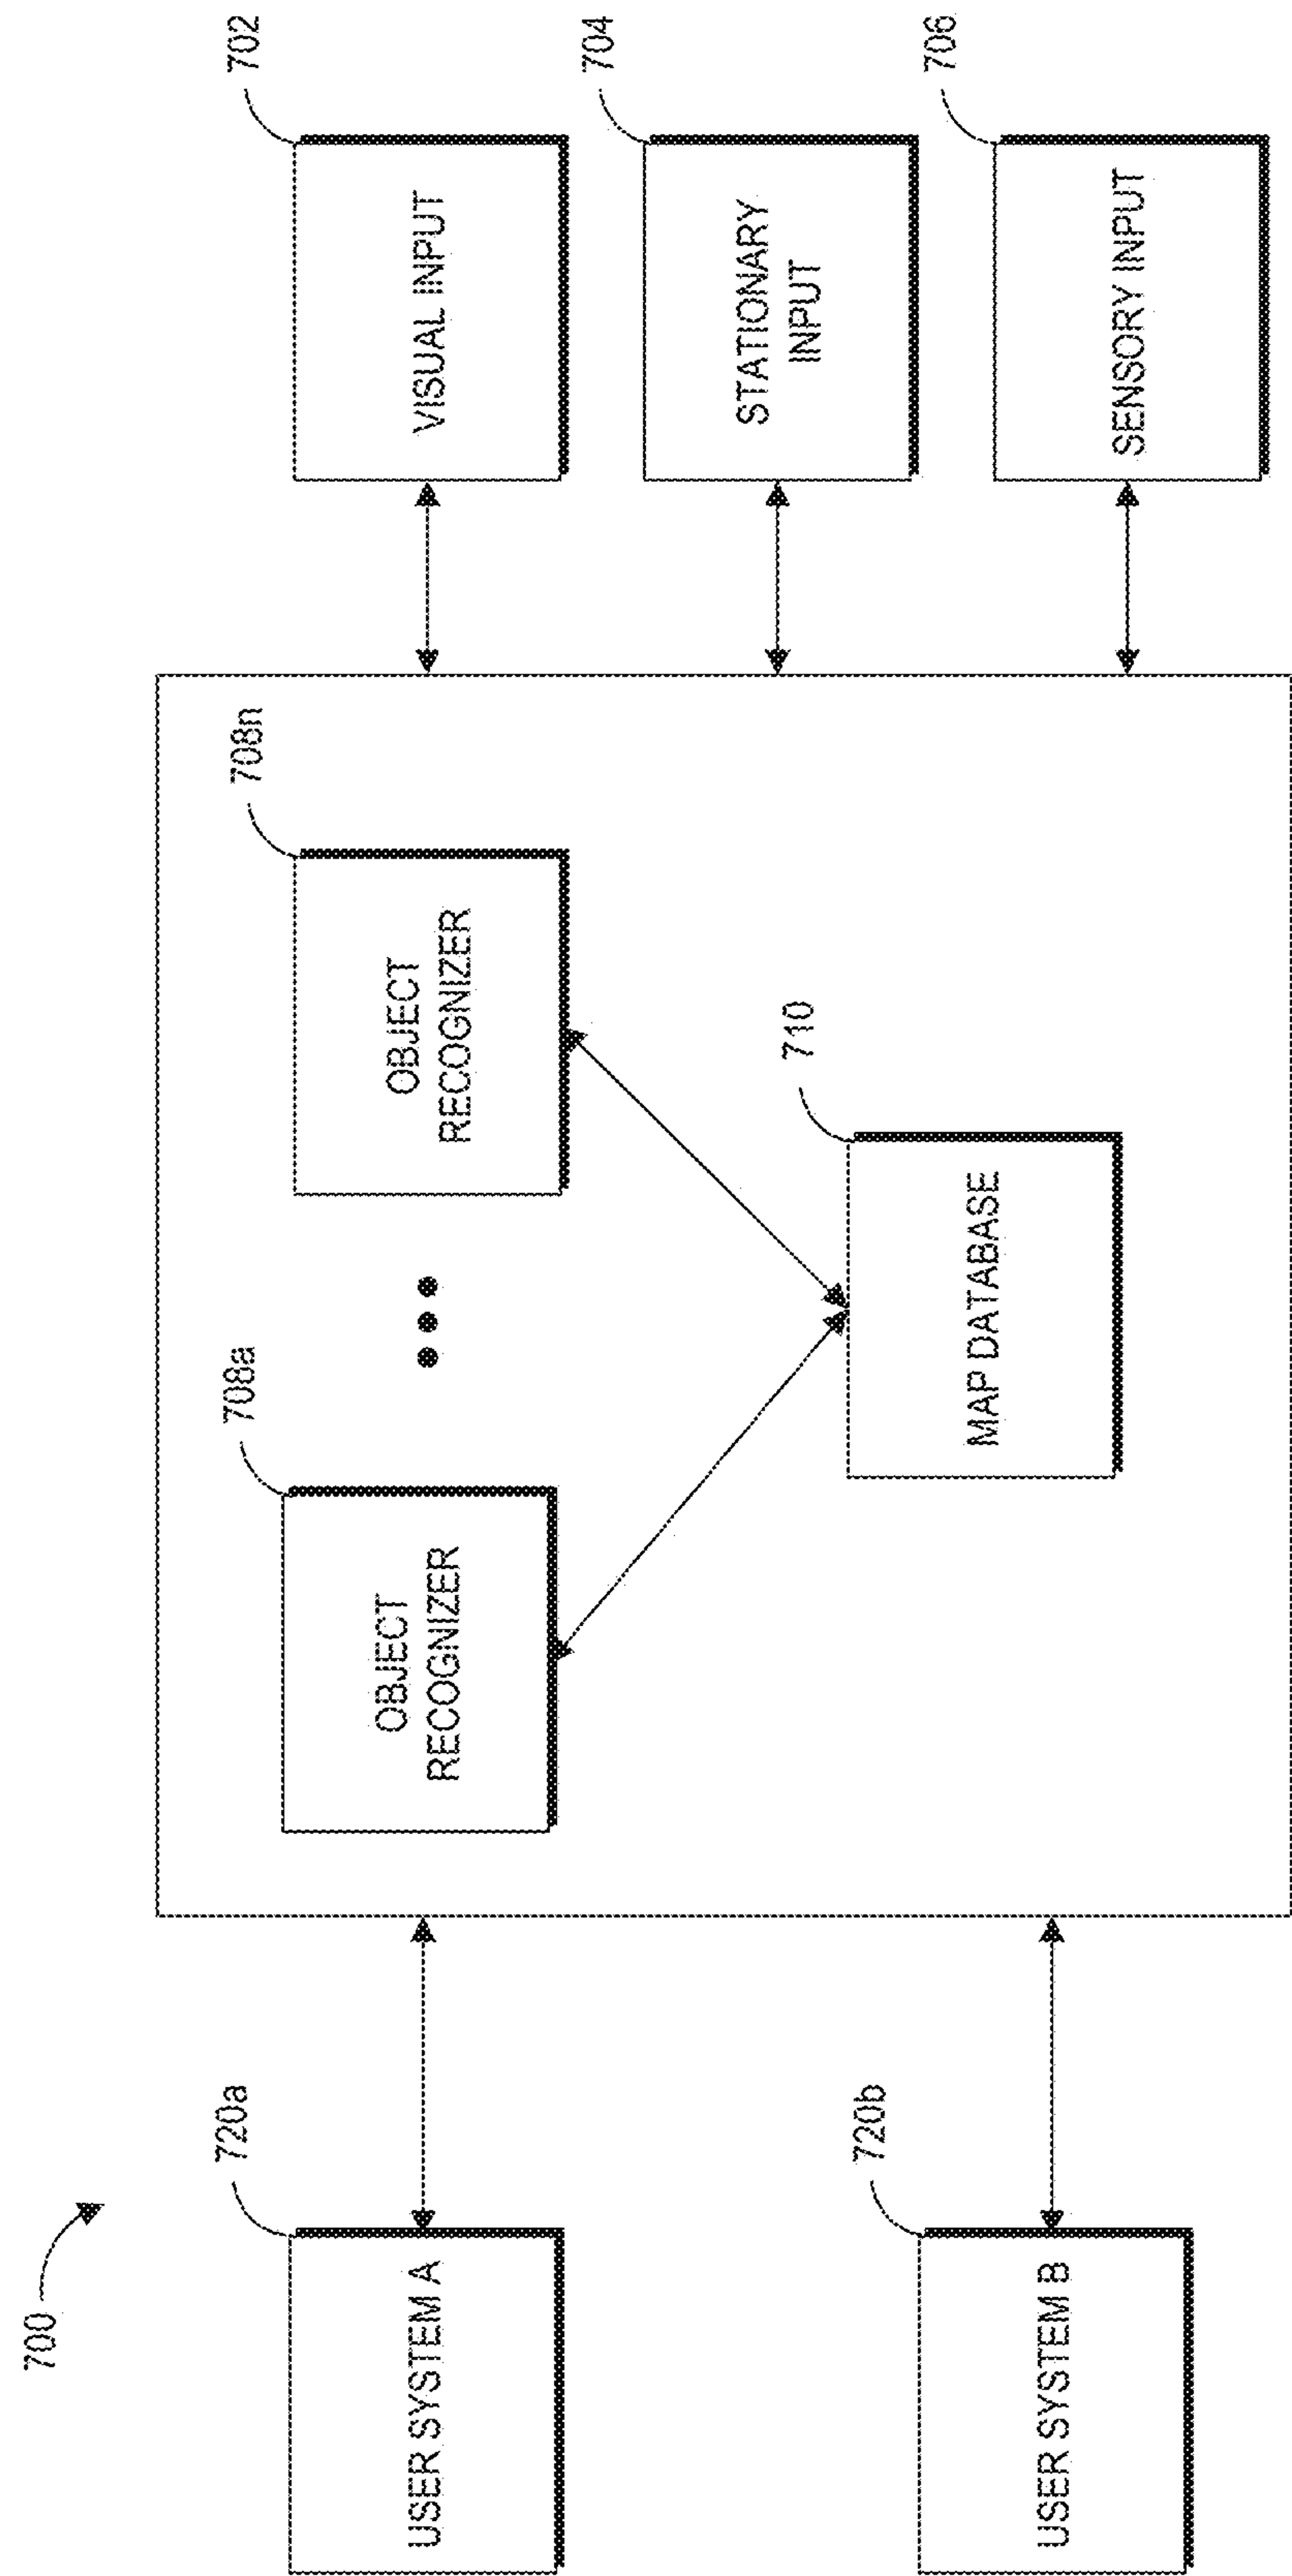 700
720a
USER SYSTEM A
720b
USER SYSTEM B
708a
OBJECT
RECOGNIZER
708n
OBJECT
RECOGNIZER
710
MAP DATABASE
702
VISUAL INPUT
704
STATIONARY
INPUT
706
SENSORY INPUT